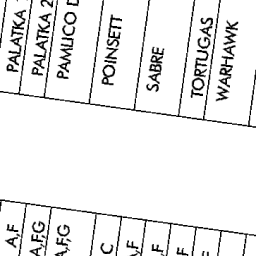 PALATKA
PALATKA 2
PAMLICO
POINSETT
SABRE
TORTUGAS
WARHAWK
A,F
A,F,G
A,F,G
C
A,F